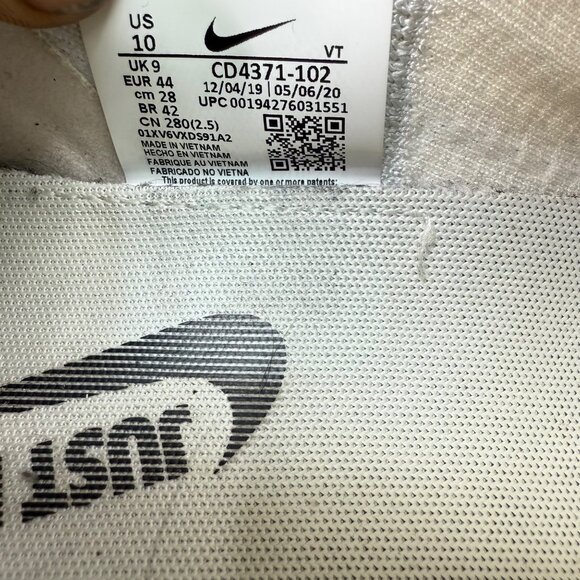 US
10
VT
UK 9
EUR 44
cm 28
BR 42
CN 280(2.5)
CD4371-102
12/04/19 | 05/06/20
UPC 00194276031551
01XV6VXDS91A2
MADE IN VIETNAM
HECHO EN VIETNAM
FABRIQUE AU VIETNAM
FABRICADO NO VIETNA
This product is covered by one or more patents:
JUST